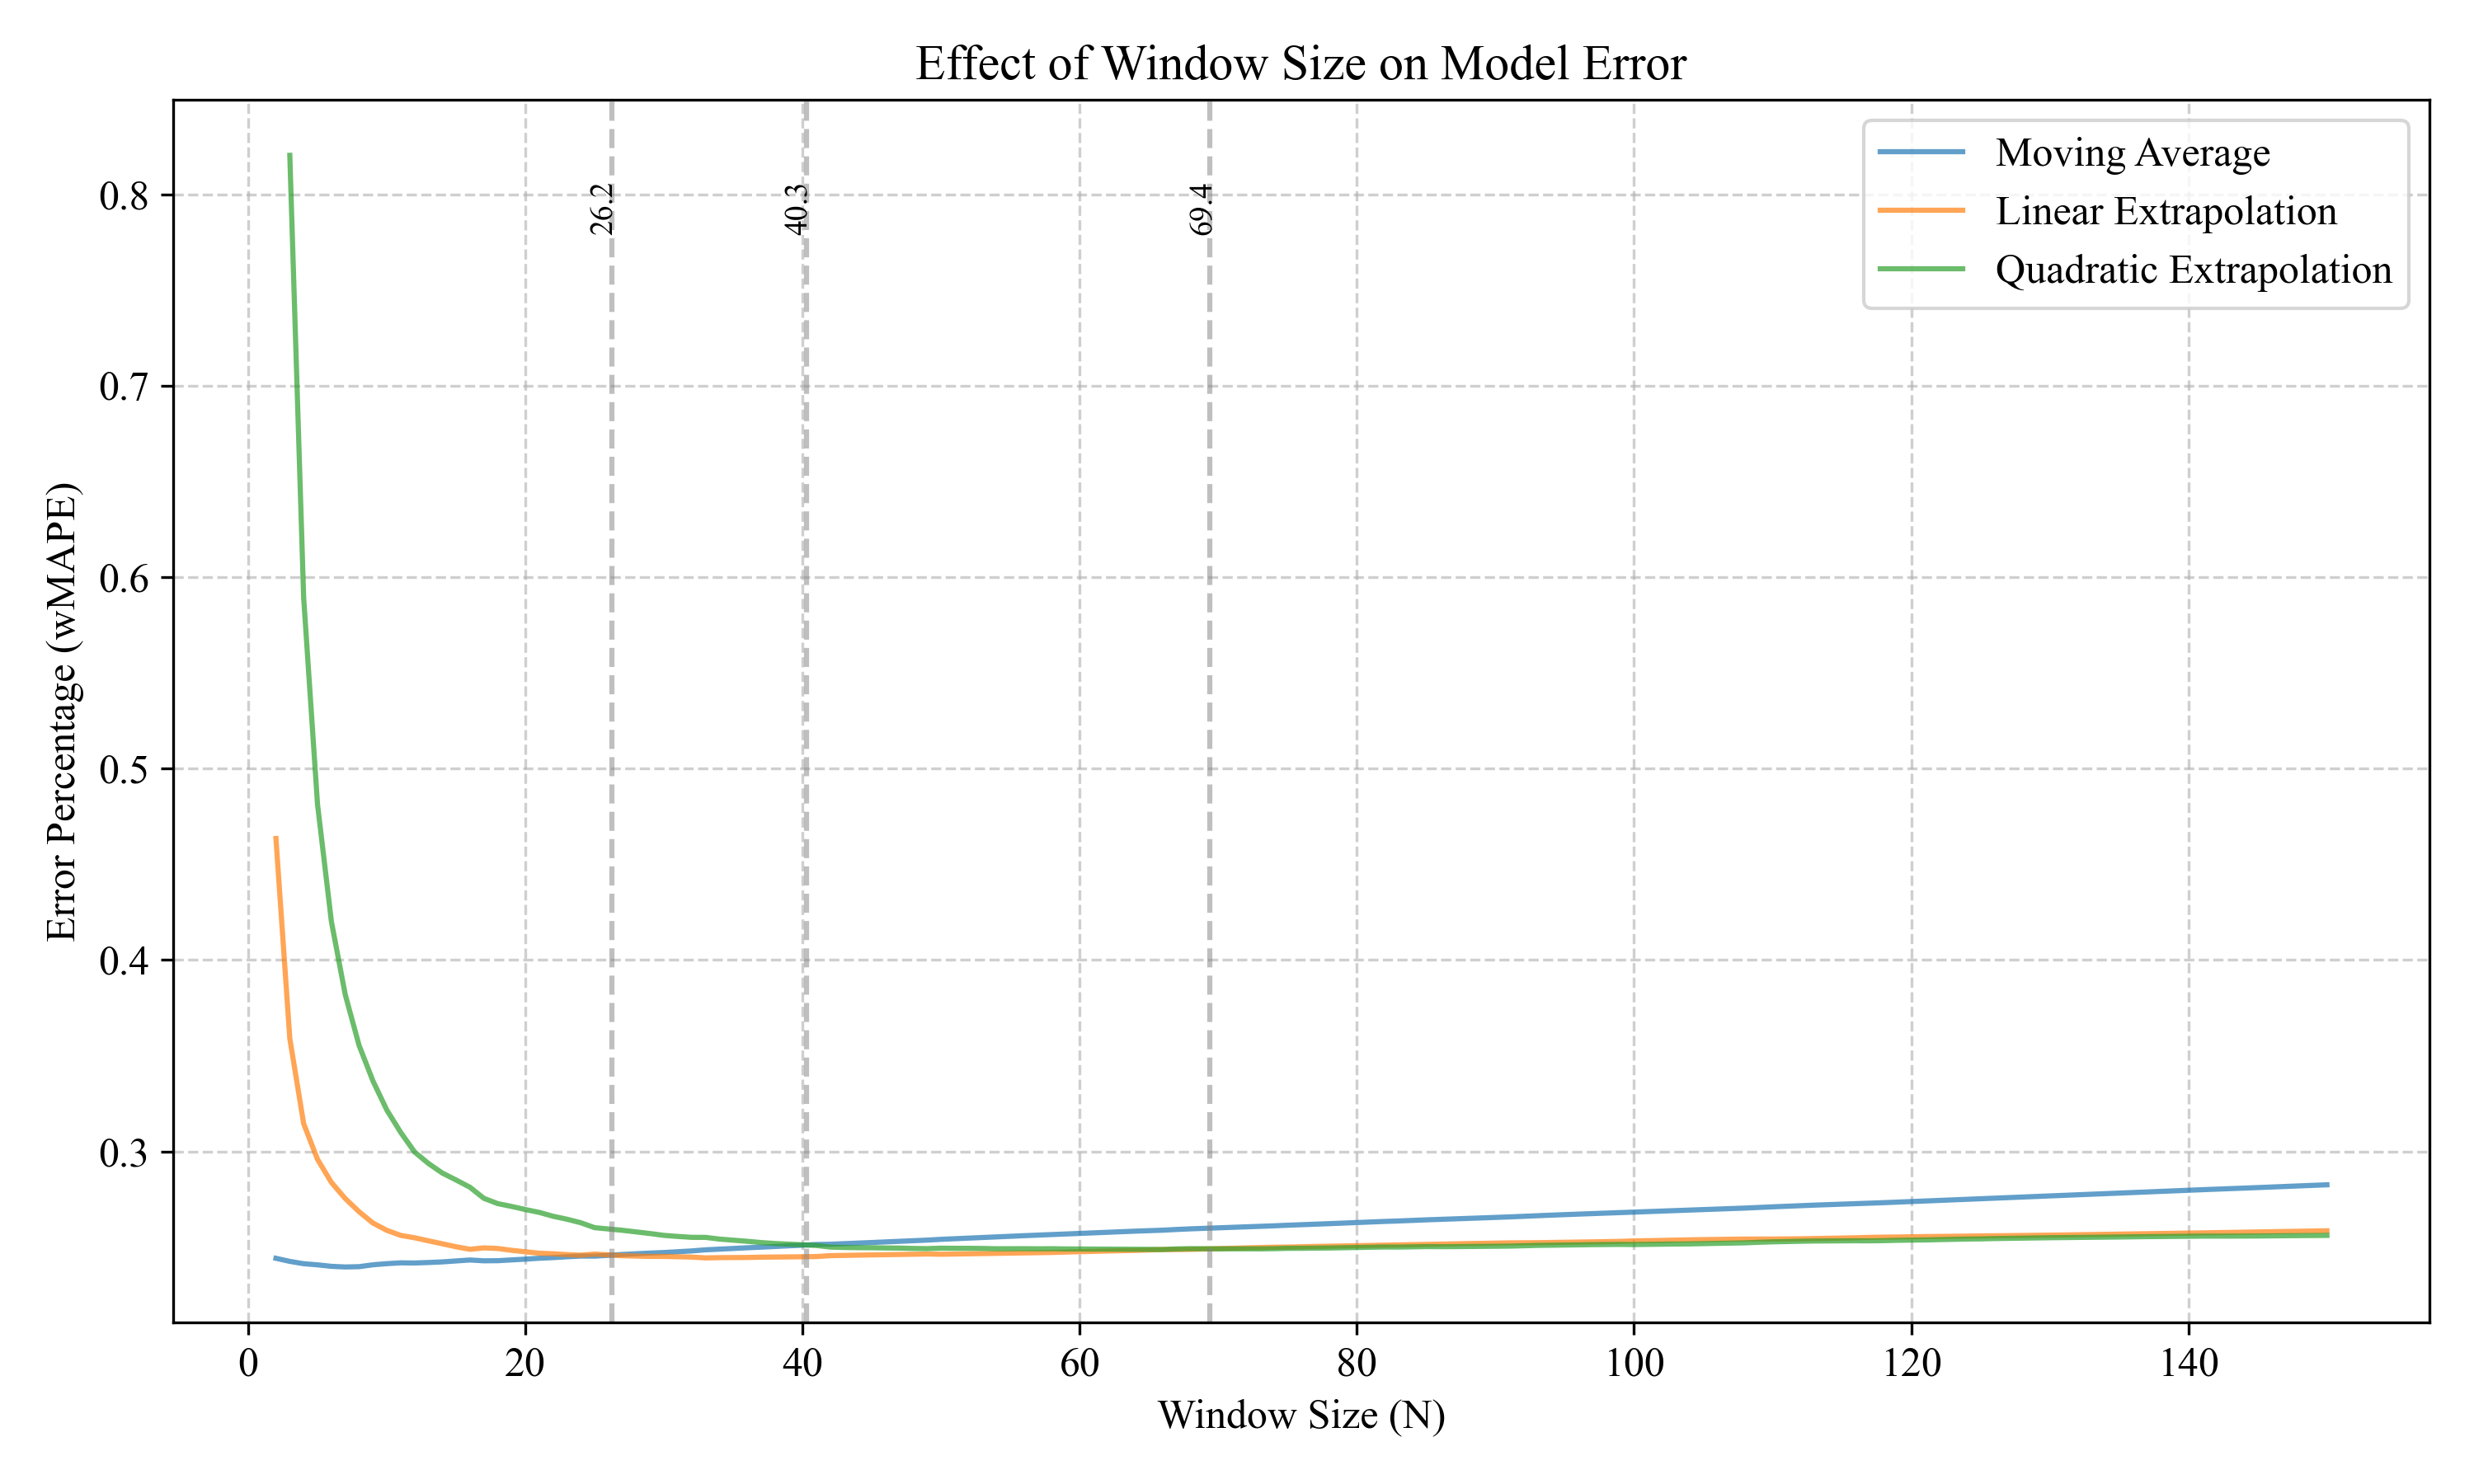 Effect of Window Size on Model Error
Error Percentage (wMAPE)
0.8
0.7
0.6
0.5
0.4
0.3
26.2
40.3
69.4
Moving Average
Linear Extrapolation
Quadratic Extrapolation
0 20 40 60 80 100 120 140
Window Size (N)